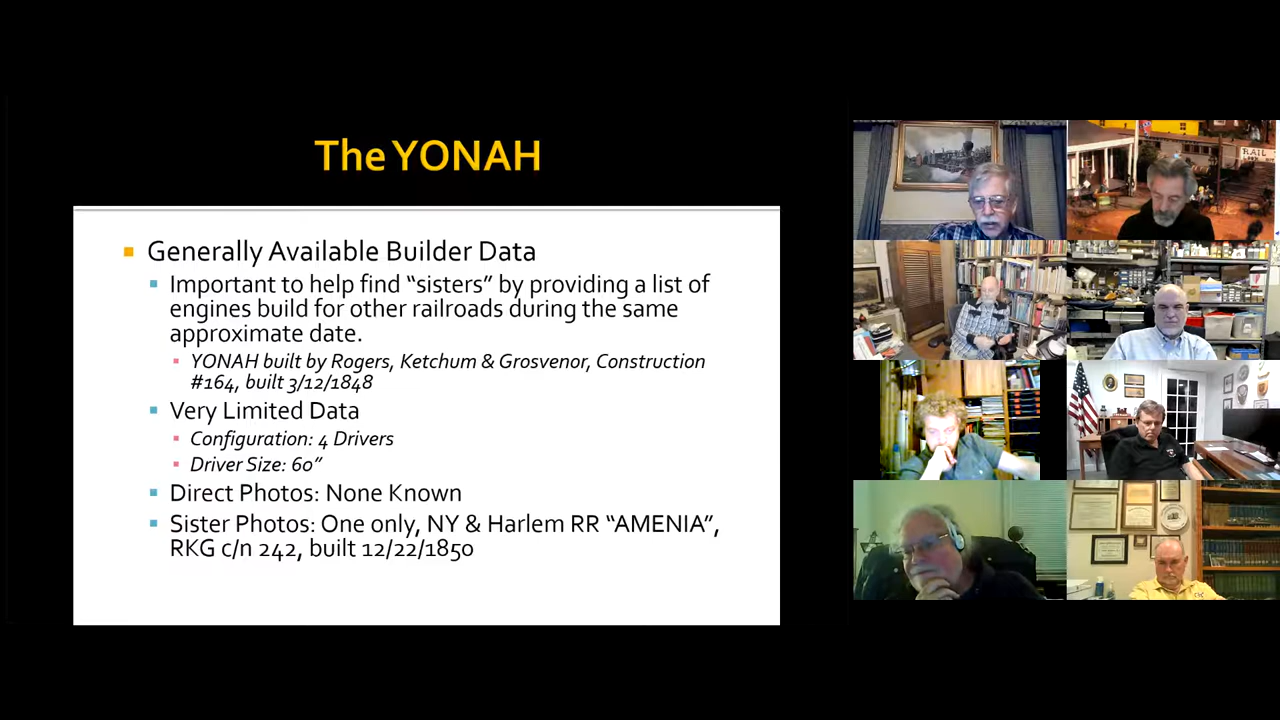 The YONAH
Generally Available Builder Data
Important to help find “sisters” by providing a list of
engines build for other railroads during the same
approximate date.
YONAH built by Rogers, Ketchum & Grosvenor, Construction
#164, built 3/12/1848
Very Limited Data
Configuration: 4 Drivers
Driver Size: 60”
Direct Photos: None Known
Sister Photos: One only, NY & Harlem RR “AMENIA”,
RKG c/n 242, built 12/22/1850
RAIL